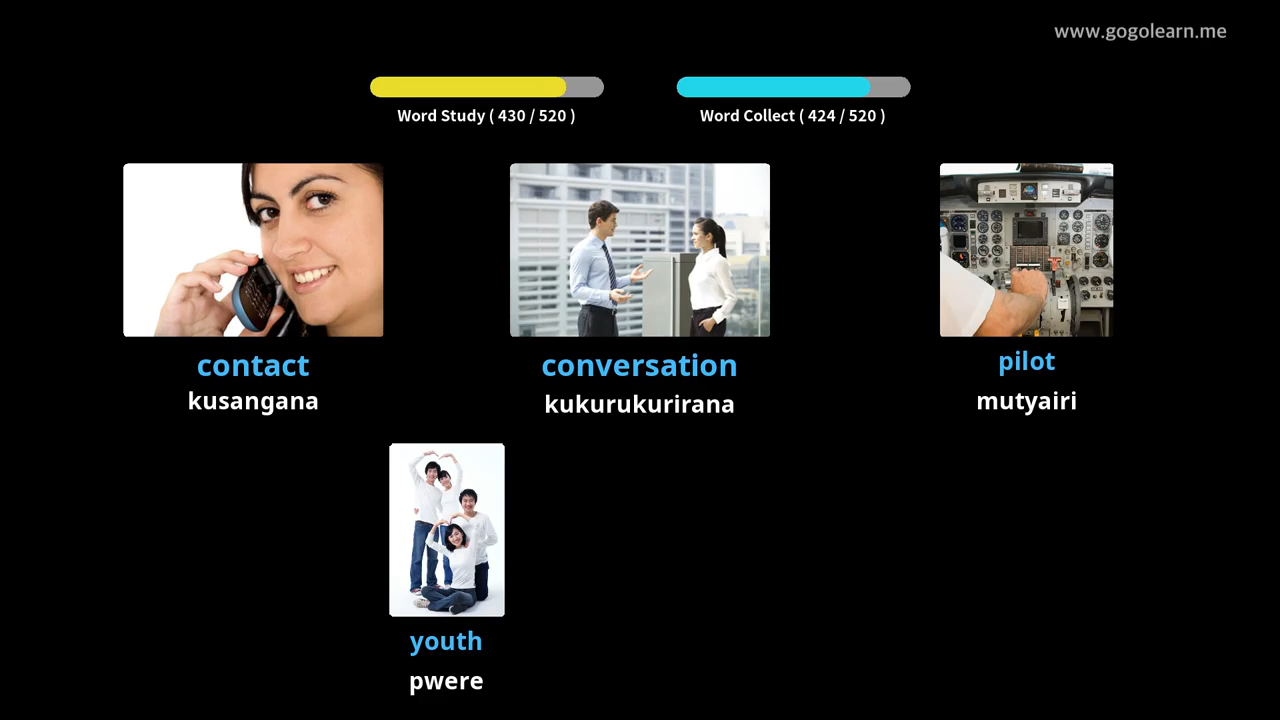 www.gogolearn.me
Word Study ( 430 / 520 )
Word Collect ( 424 / 520 )
contact
kusangana
conversation
kukurukurirana
pilot
mutyairi
youth
pwere